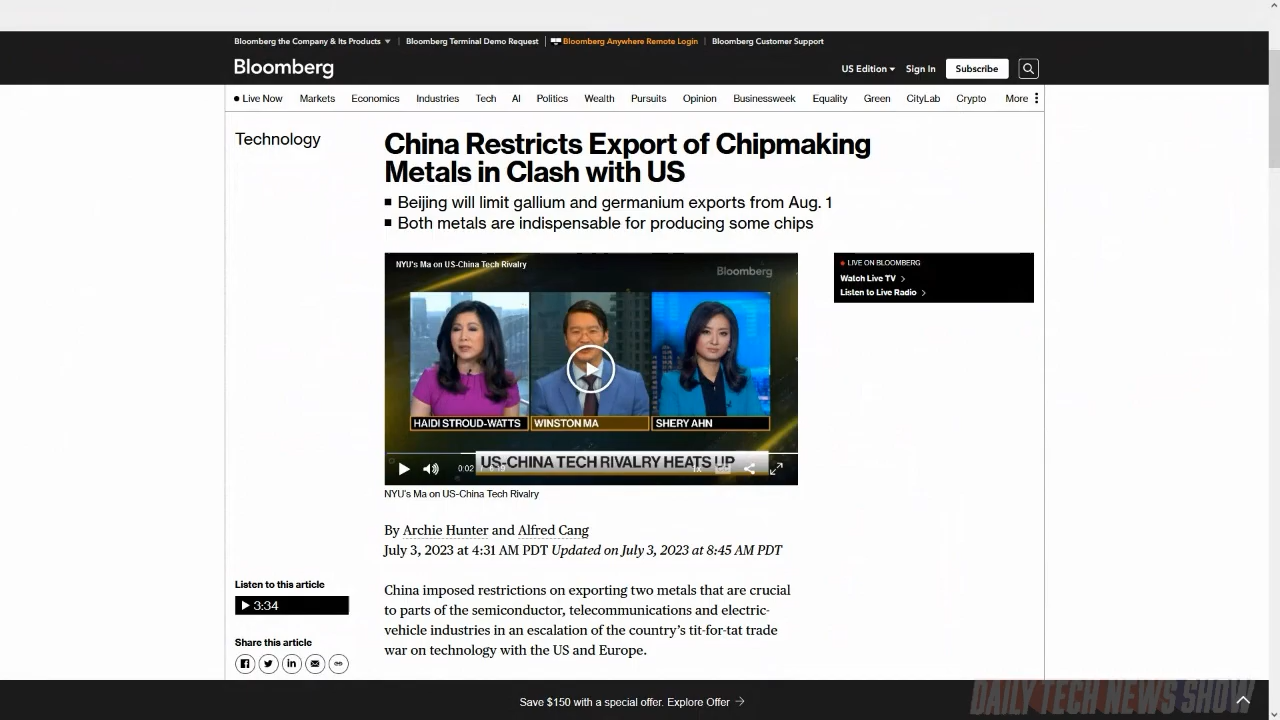 Bloomberg the Company & Its Products
Bloomberg Terminal Demo Request
Bloomberg Anywhere Remote Login
Bloomberg Customer Support
Bloomberg
US Edition
Sign In
Subscribe
Live Now
Markets
Economics
Industries
Tech
AI
Politics
Wealth
Pursuits
Opinion
Businessweek
Equality
Green
CityLab
Crypto
More
Technology
China Restricts Export of Chipmaking
Metals in Clash with US
Beijing will limit gallium and germanium exports from Aug. 1
Both metals are indispensable for producing some chips
NYU's Ma on US-China Tech Rivalry
Bloomberg
HAIDI STROUD-WATTS
WINSTON MA
SHERY AHN
US-CHINA TECH RIVALRY HEATS UP
0:02
1x
NYU's Ma on US-China Tech Rivalry
LIVE ON BLOOMBERG
Watch Live TV
Listen to Live Radio
By Archie Hunter and Alfred Cang
July 3, 2023 at 4:31 AM PDT Updated on July 3, 2023 at 8:45 AM PDT
Listen to this article
3:34
Share this article
China imposed restrictions on exporting two metals that are crucial
to parts of the semiconductor, telecommunications and electric-
vehicle industries in an escalation of the country's tit-for-tat trade
war on technology with the US and Europe.
Save $150 with a special offer. Explore Offer
DAILY TECH NEWS SHOW